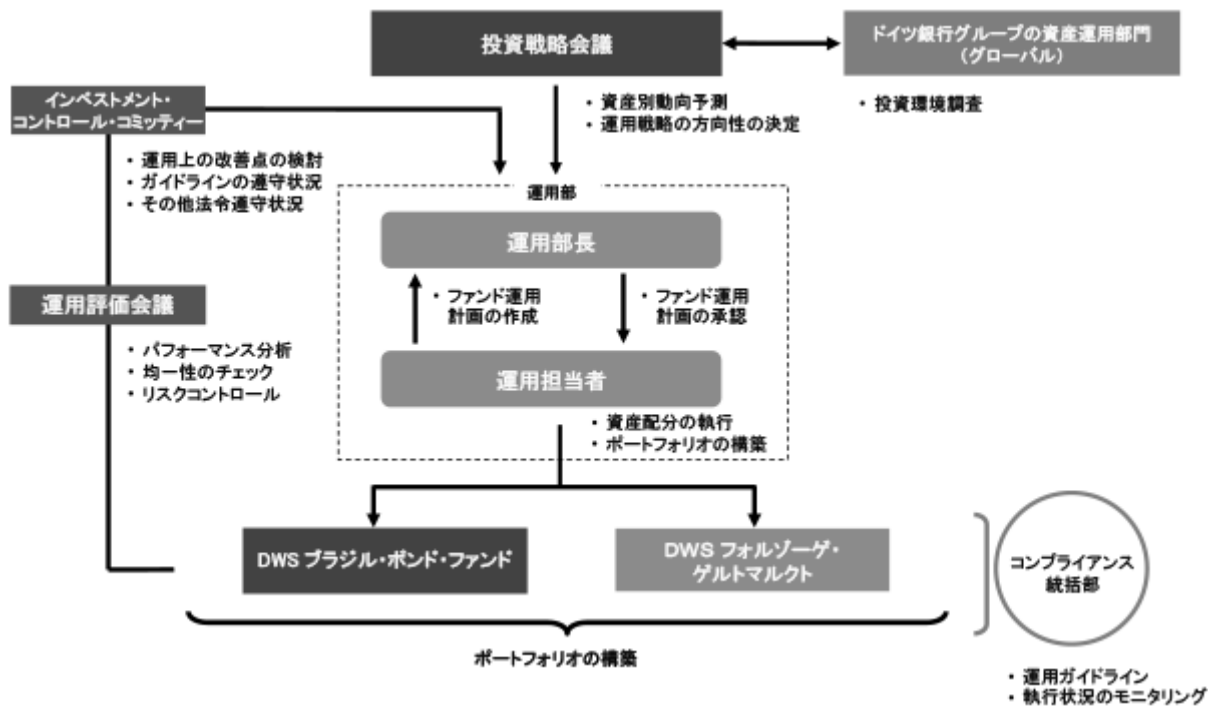 投資戦略会議
ドイツ銀行グループの資産運用部門
(グローバル)
・ 資産別動向予測
・ 運用戦略の方向性の決定
・ 投資環境調査
インベストメント・
コントロール・コミッティー
・ 運用上の改善点の検討
・ ガイドラインの遵守状況
・ その他法令遵守状況
運用部
運用部長
・ ファンド運用
計画の作成
・ ファンド運用
計画の承認
運用評価会議
・ パフォーマンス分析
・ 均一性のチェック
・ リスクコントロール
運用担当者
・ 資産配分の執行
・ ポートフォリオの構築
DWS ブラジル・ボンド・ファンド
DWS フォルゾーゲ・
ゲルトマルクト
コンプライアンス
統括部
ポートフォリオの構築
・ 運用ガイドライン
・ 執行状況のモニタリング